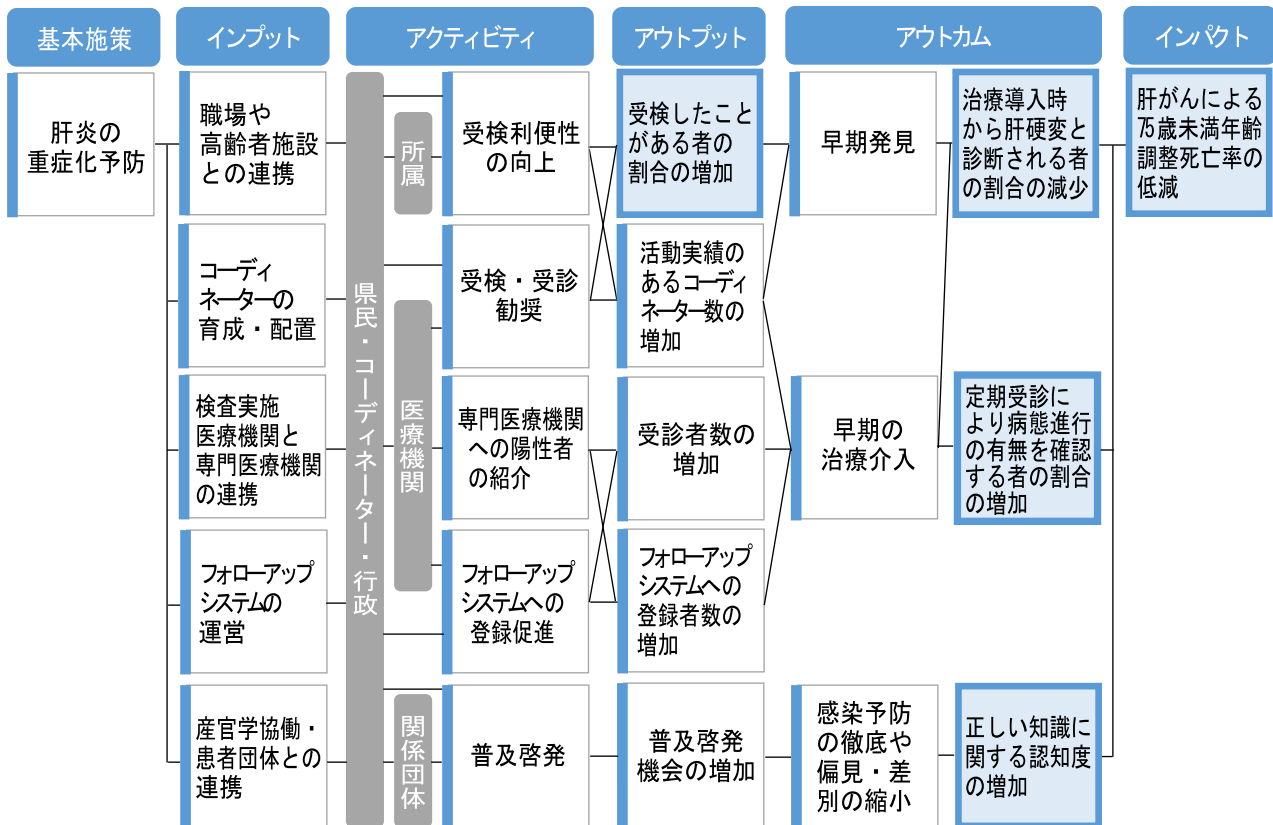 基本施策
インプット
アクティビティ
アウトプット
アウトカム
インパクト
肝炎の
重症化予防
職場や
高齢者施設
との連携
コーディ
ネーターの
育成・配置
検査実施
医療機関と
専門医療機関
の連携
フォローアップ
システムの
運営
産官学協働・
患者団体との
連携
県民・コーディネーター・行政
所属
医療機関
関係団体
受検利便性
の向上
受検・受診
勧奨
専門医療機関
への陽性者
の紹介
フォローアップ
システムへの
登録促進
普及啓発
受検したこと
がある者の
割合の増加
活動実績の
あるコーディ
ネーター数の
増加
受診者数の
増加
フォローアップ
システムへの
登録者数の
増加
普及啓発
機会の増加
早期発見
早期の
治療介入
感染予防
の徹底や
偏見・差
別の縮小
治療導入時
から肝硬変と
診断される者
の割合の減少
定期受診に
より病態進行
の有無を確認
する者の割合
の増加
正しい知識に
関する認知度
の増加
肝がんによる
75歳未満年齢
調整死亡率の
低減